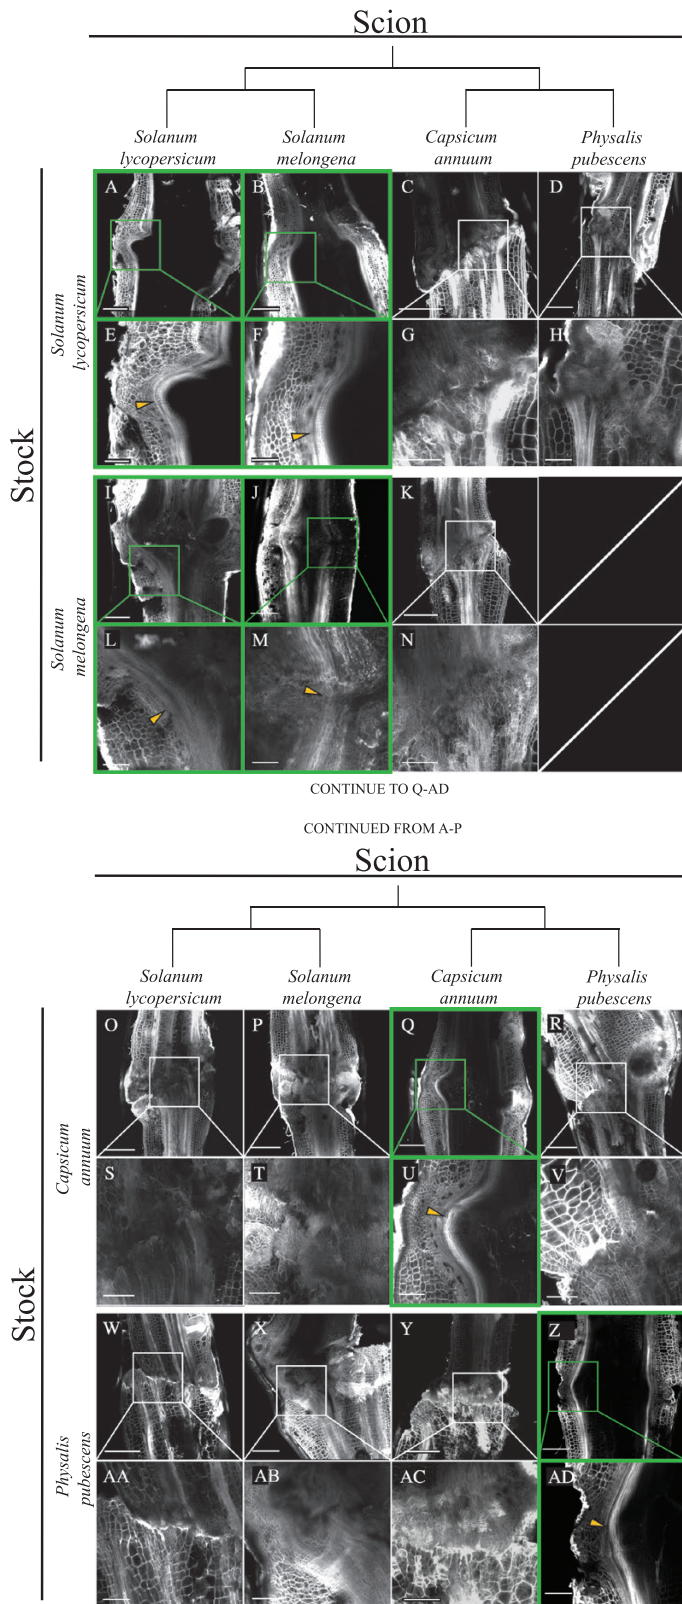 Scion
Solanum lycopersicum
Solanum melongena
Capsicum annuum
Physalis pubescens
Stock
Solanum lycopersicum
A
B
C
D
E
F
G
H
Solanum melongena
I
J
K
L
M
N
CONTINUE TO Q-AD
CONTINUED FROM A-P
Scion
Solanum lycopersicum
Solanum melongena
Capsicum annuum
Physalis pubescens
Stock
Capsicum annuum
O
P
Q
R
S
T
U
V
Physalis pubescens
W
X
Y
Z
AA
AB
AC
AD